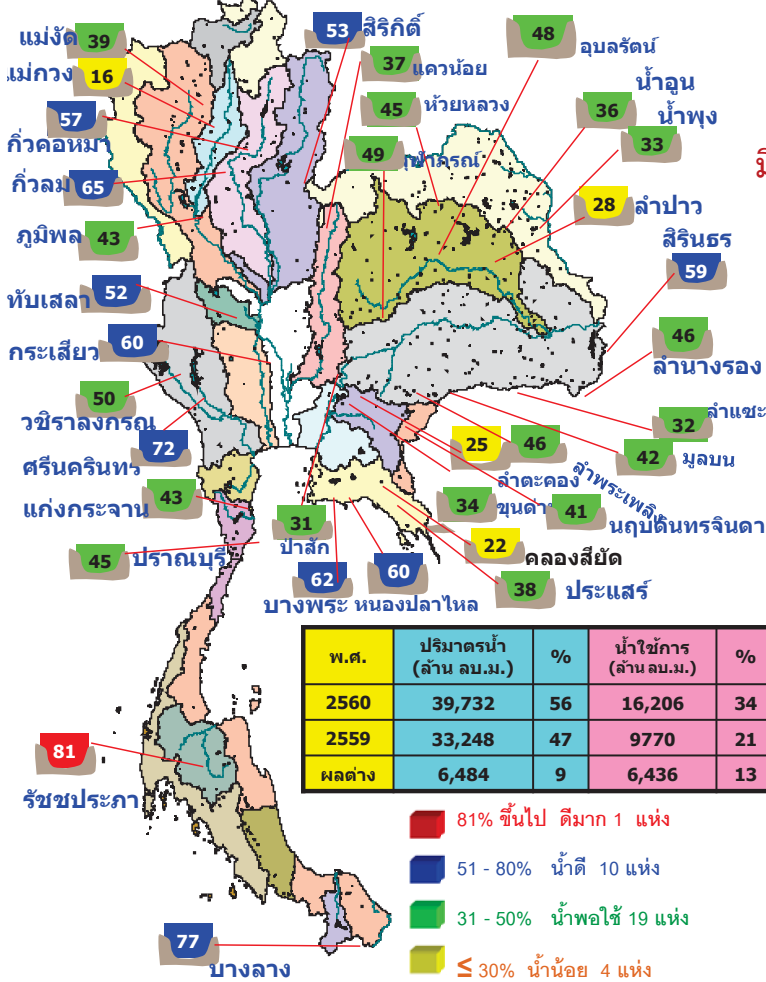 53 สิริกิติ์
48 อุบลรัตน์
แม่งัด 39
16
37 แควน้อย
45 ห้วยหลวง
น้ำอูน
36
น้ำพุง
33
57
49
กิ่วลม 65
28 ลำปาว
ภูมิพล 43
สิรินธร
59
ทับเสลา 52
กระเสียว 60
46
ลำนางรอง
50
วชิราลงกรณ
72
ศรีนครินทร์
32 ลำแชะ
25
46
42 มูลบน
ลำตะคอง
ลำพระเพลิง
34 ขุนด่าน
41
นฤบดินทรจินดา
43
แก่งกระจาน
31
ป่าสัก
45 ปราณบุรี
22
คลองสียัด
62
60
38 ประแสร์
บางพระ หนองปลาไหล
พ.ศ. ปริมาตรน้ำ (ล้าน ลบ.ม.) % น้ำใช้การ (ล้าน ลบ.ม.) %
2560 39,732 56 16,206 34
2559 33,248 47 9770 21
ผลต่าง 6,484 9 6,436 13
81
รัชชประภา
81% ขึ้นไป ดีมาก 1 แห่ง
51 - 80% น้ำดี 10 แห่ง
31 - 50% น้ำพอใช้ 19 แห่ง
≤ 30% น้ำน้อย 4 แห่ง
77
บางลาง